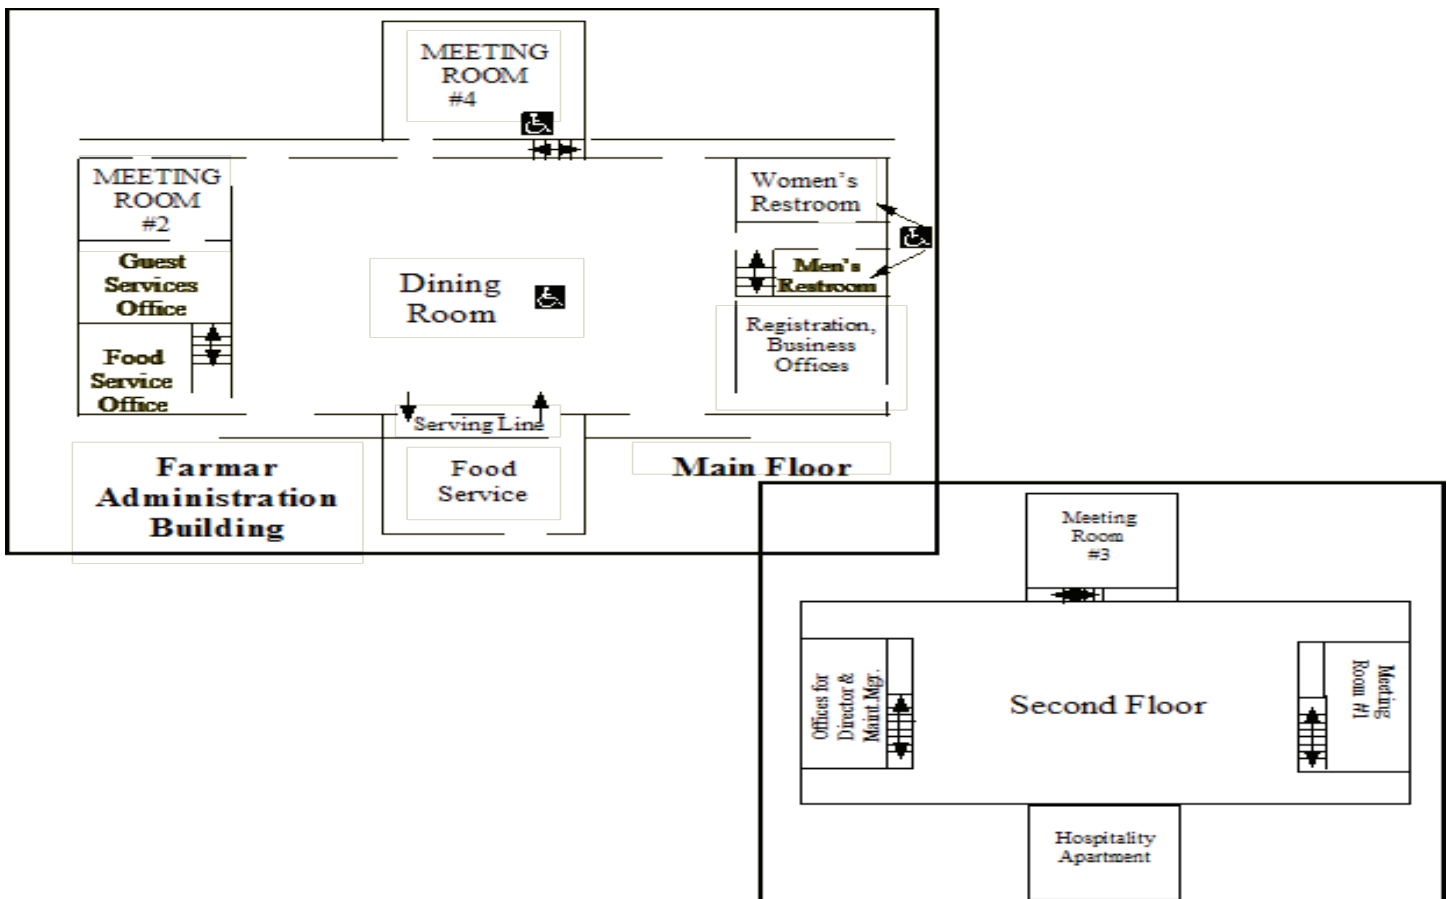 MEETING
ROOM
#4
MEETING
ROOM
#2
Women's
Restroom
Guest
Services
Office
Men's
Restroom
Dining
Room
Registration,
Business
Offices
Food
Service
Office
Serving Line
Farmar
Administration
Building
Food
Service
Main Floor
Meeting
Room
#3
Offices for
Director &
Maint.Mgr.
Second Floor
Meeting
Room #1
Hospitality
Apartment